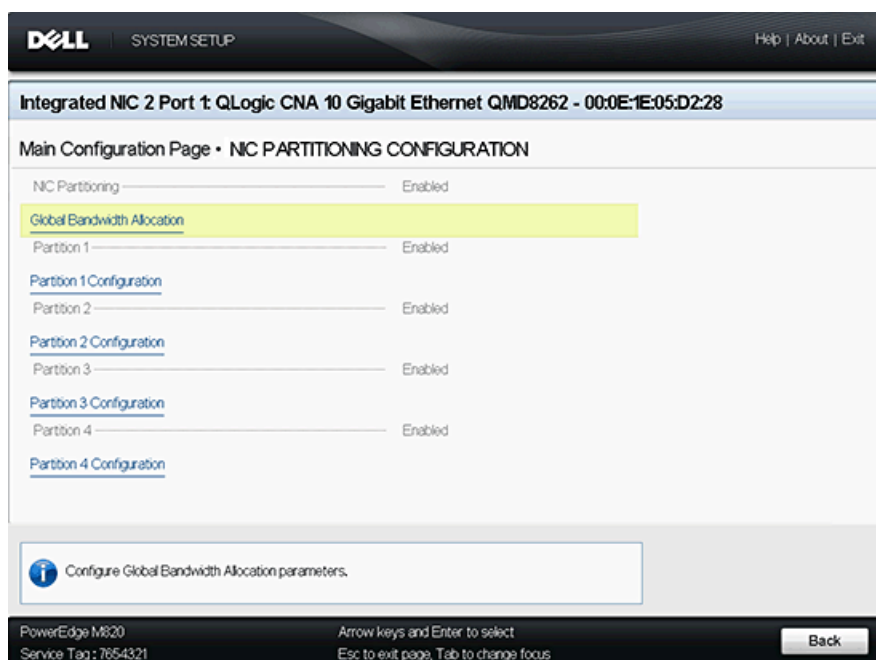 DELL SYSTEM SETUP Help | About | Exit
Integrated NIC 2 Port 1: QLogic CNA 10 Gigabit Ethernet QMD8262 - 00:0E:1E:05:D2:28
Main Configuration Page • NIC PARTITIONING CONFIGURATION
NIC Partitioning Enabled
Global Bandwidth Allocation
Partition 1 Enabled
Partition 1 Configuration
Partition 2 Enabled
Partition 2 Configuration
Partition 3 Enabled
Partition 3 Configuration
Partition 4 Enabled
Partition 4 Configuration
Configure Global Bandwidth Allocation parameters.
PowerEdge M820 Arrow keys and Enter to select
Service Tag : 7654321 Esc to exit page, Tab to change focus
Back